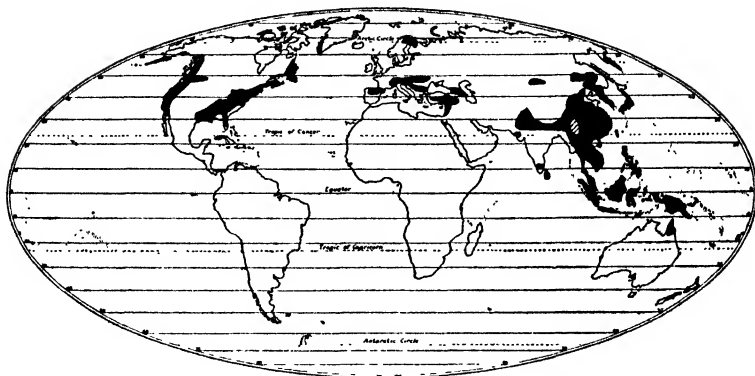 Arctic Circle
Tropic of Cancer
Equator
Tropic of Capricorn
Antarctic Circle